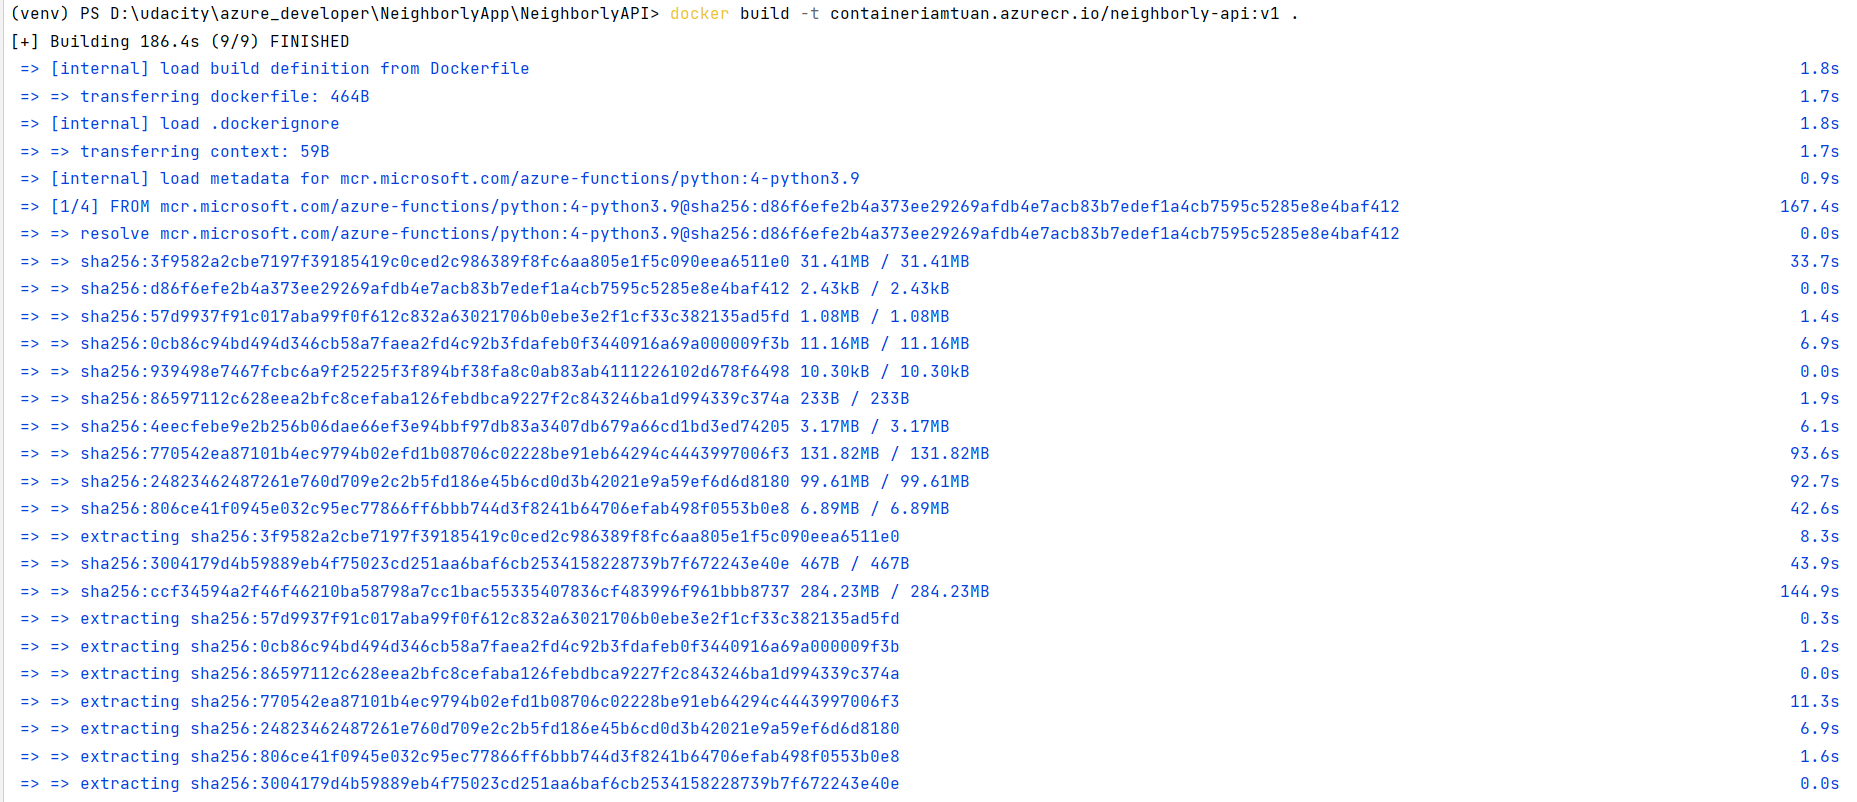 (venv) PS D:\udacity\azure_developer\NeighborlyApp\NeighborlyAPI> docker build -t containeriamtuan.azurecr.io/neighborly-api:v1 .
[+] Building 186.4s (9/9) FINISHED
=> [internal] load build definition from Dockerfile 1.8s
=> => transferring dockerfile: 464B 1.7s
=> [internal] load .dockerignore 1.8s
=> => transferring context: 59B 1.7s
=> [internal] load metadata for mcr.microsoft.com/azure-functions/python:4-python3.9 0.9s
=> [1/4] FROM mcr.microsoft.com/azure-functions/python:4-python3.9@sha256:d86f6efe2b4a373ee29269afdb4e7acb83b7edef1a4cb7595c5285e8e4baf412 167.4s
=> => resolve mcr.microsoft.com/azure-functions/python:4-python3.9@sha256:d86f6efe2b4a373ee29269afdb4e7acb83b7edef1a4cb7595c5285e8e4baf412 0.0s
=> => sha256:3f9582a2cbe7197f39185419c0ced2c986389f8fc6aa805e1f5c090eea6511e0 31.41MB / 31.41MB 33.7s
=> => sha256:d86f6efe2b4a373ee29269afdb4e7acb83b7edef1a4cb7595c5285e8e4baf412 2.43kB / 2.43kB 0.0s
=> => sha256:57d9937f91c017aba99f0f612c832a63021706b0ebe3e2f1cf33c382135ad5fd 1.08MB / 1.08MB 1.4s
=> => sha256:0cb86c94bd494d346cb58a7faea2fd4c92b3fdafeb0f3440916a69a000009f3b 11.16MB / 11.16MB 6.9s
=> => sha256:939498e7467fcbc6a9f25225f3f894bf38fa8c0ab83ab4111226102d678f6498 10.30kB / 10.30kB 0.0s
=> => sha256:86597112c628eea2bfc8cefaba126febdbca9227f2c843246ba1d994339c374a 233B / 233B 1.9s
=> => sha256:4eecfebe9e2b256b06dae66ef3e94bbf97db83a3407db679a66cd1bd3ed74205 3.17MB / 3.17MB 6.1s
=> => sha256:770542ea87101b4ec9794b02efd1b08706c02228be91eb64294c4443997006f3 131.82MB / 131.82MB 93.6s
=> => sha256:24823462487261e760d709e2c2b5fd186e45b6cd0d3b42021e9a59ef6d6d8180 99.61MB / 99.61MB 92.7s
=> => sha256:806ce41f0945e032c95ec77866ff6bbb744d3f8241b64706efab498f0553b0e8 6.89MB / 6.89MB 42.6s
=> => extracting sha256:3f9582a2cbe7197f39185419c0ced2c986389f8fc6aa805e1f5c090eea6511e0 8.3s
=> => sha256:3004179d4b59889eb4f75023cd251aa6baf6cb2534158228739b7f672243e40e 467B / 467B 43.9s
=> => sha256:ccf34594a2f46f46210ba58798a7cc1bac55335407836cf483996f961bbb8737 284.23MB / 284.23MB 144.9s
=> => extracting sha256:57d9937f91c017aba99f0f612c832a63021706b0ebe3e2f1cf33c382135ad5fd 0.3s
=> => extracting sha256:0cb86c94bd494d346cb58a7faea2fd4c92b3fdafeb0f3440916a69a000009f3b 1.2s
=> => extracting sha256:86597112c628eea2bfc8cefaba126febdbca9227f2c843246ba1d994339c374a 0.0s
=> => extracting sha256:770542ea87101b4ec9794b02efd1b08706c02228be91eb64294c4443997006f3 11.3s
=> => extracting sha256:24823462487261e760d709e2c2b5fd186e45b6cd0d3b42021e9a59ef6d6d8180 6.9s
=> => extracting sha256:806ce41f0945e032c95ec77866ff6bbb744d3f8241b64706efab498f0553b0e8 1.6s
=> => extracting sha256:3004179d4b59889eb4f75023cd251aa6baf6cb2534158228739b7f672243e40e 0.0s